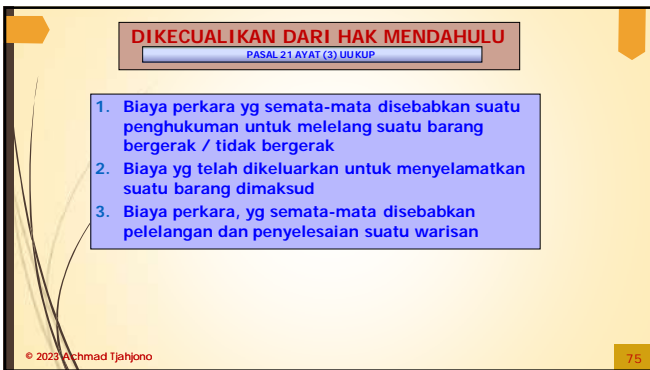 DIKECUALIKAN DARI HAK MENDAHULU
PASAL 21 AYAT (3) UU KUP
1. Biaya perkara yg semata-mata disebabkan suatu
penghukuman untuk melelang suatu barang
bergerak / tidak bergerak
2. Biaya yg telah dikeluarkan untuk menyelamatkan
suatu barang dimaksud
3. Biaya perkara, yg semata-mata disebabkan
pelelangan dan penyelesaian suatu warisan
© 2023 Achmad Tjahjono
75